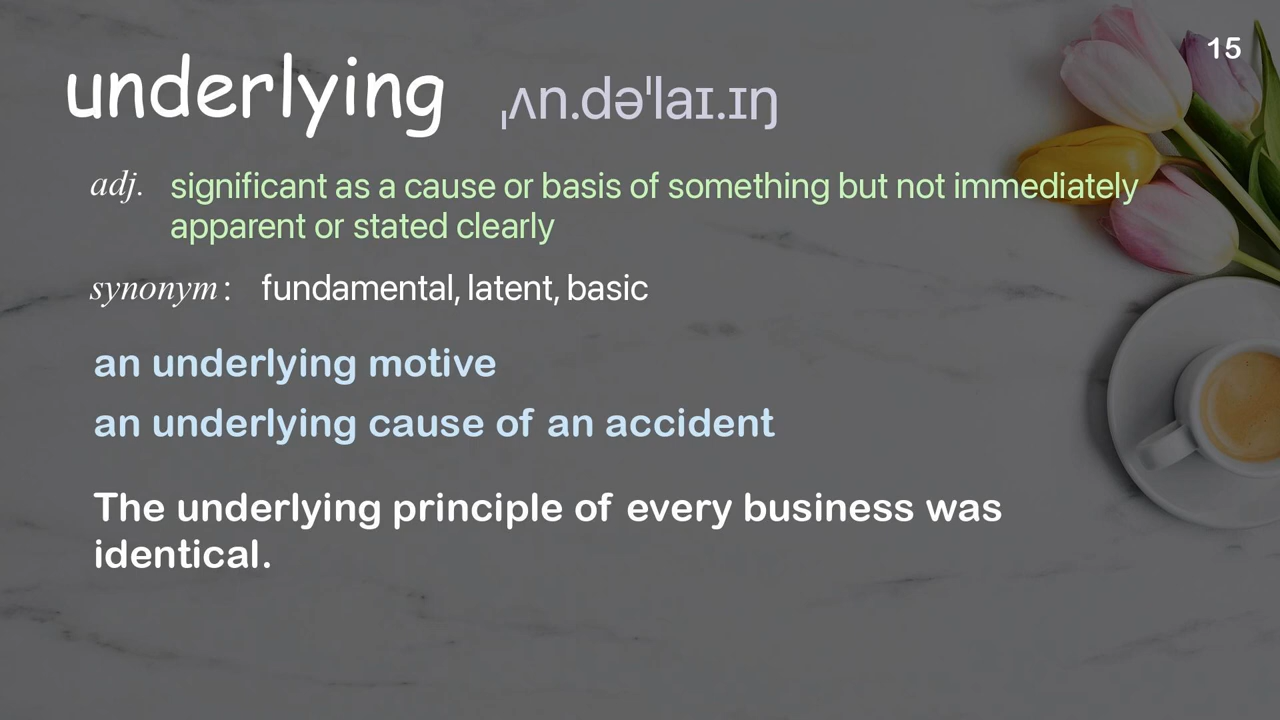 15
underlying ˌʌn.dəˈlaɪ.ɪŋ
adj. significant as a cause or basis of something but not immediately
apparent or stated clearly
synonym : fundamental, latent, basic
an underlying motive
an underlying cause of an accident
The underlying principle of every business was
identical.